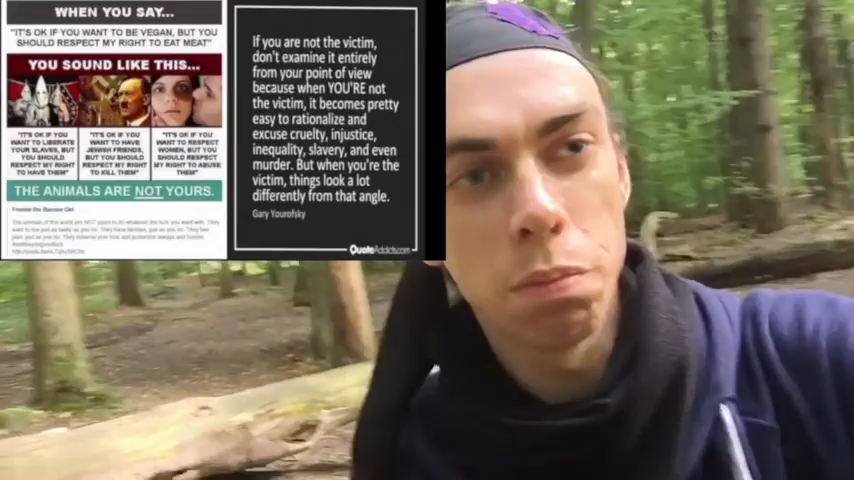 WHEN YOU SAY...
"IT'S OK IF YOU WANT TO BE VEGAN, BUT YOU
SHOULD RESPECT MY RIGHT TO EAT MEAT"
YOU SOUND LIKE THIS...
"IT'S OK IF YOU
WANT TO LIBERATE
YOUR SLAVES, BUT
YOU SHOULD
RESPECT MY RIGHT
TO HAVE THEM"
"IT'S OK IF YOU
WANT TO HAVE
JEWISH FRIENDS,
BUT YOU SHOULD
RESPECT MY RIGHT
TO KILL THEM"
"IT'S OK IF YOU
WANT TO RESPECT
WOMEN, BUT YOU
SHOULD RESPECT
MY RIGHT TO ABUSE
THEM"
THE ANIMALS ARE NOT YOURS.
If you are not the victim,
don't examine it entirely
from your point of view
because when YOU'RE not
the victim, it becomes pretty
easy to rationalize and
excuse cruelty, injustice,
inequality, slavery, and even
murder. But when you're the
victim, things look a lot
differently from that angle.
Gary Yourofsky
QuoteAddicts.com